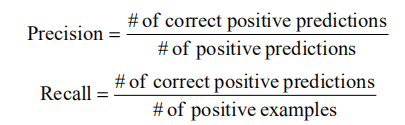 Precision = # of correct positive predictions
# of positive predictions
Recall = # of correct positive predictions
# of positive examples